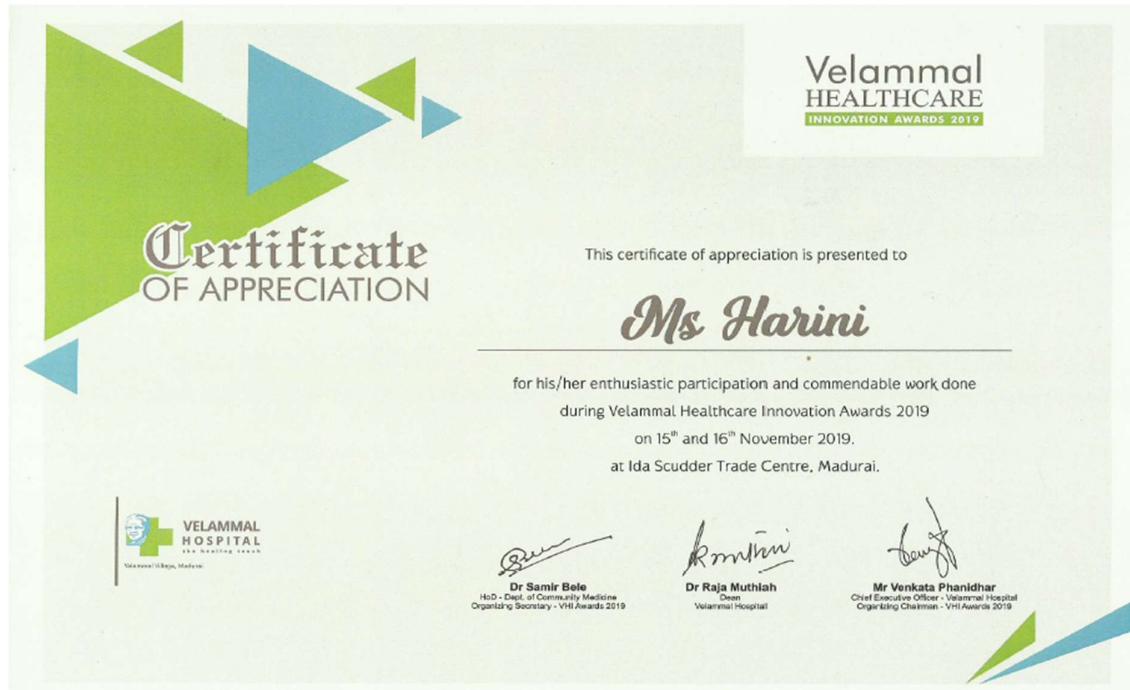 Velammal
HEALTHCARE
INNOVATION AWARDS 2019
Certificate
OF APPRECIATION
This certificate of appreciation is presented to
Ms Harini
for his/her enthusiastic participation and commendable work done
during Velammal Healthcare Innovation Awards 2019
on 15th and 16th November 2019.
at Ida Scudder Trade Centre, Madurai.
VELAMMAL
HOSPITAL
the healing touch
Velammal Village, Madurai
Dr Samir Bele
HoD - Dept. of Community Medicine
Organizing Secretary - VHI Awards 2019
Dr Raja Muthiah
Dean
Velammal Hospital
Mr Venkata Phanidhar
Chief Executive Officer - Velammal Hospital
Organizing Chairman - VHI Awards 2019